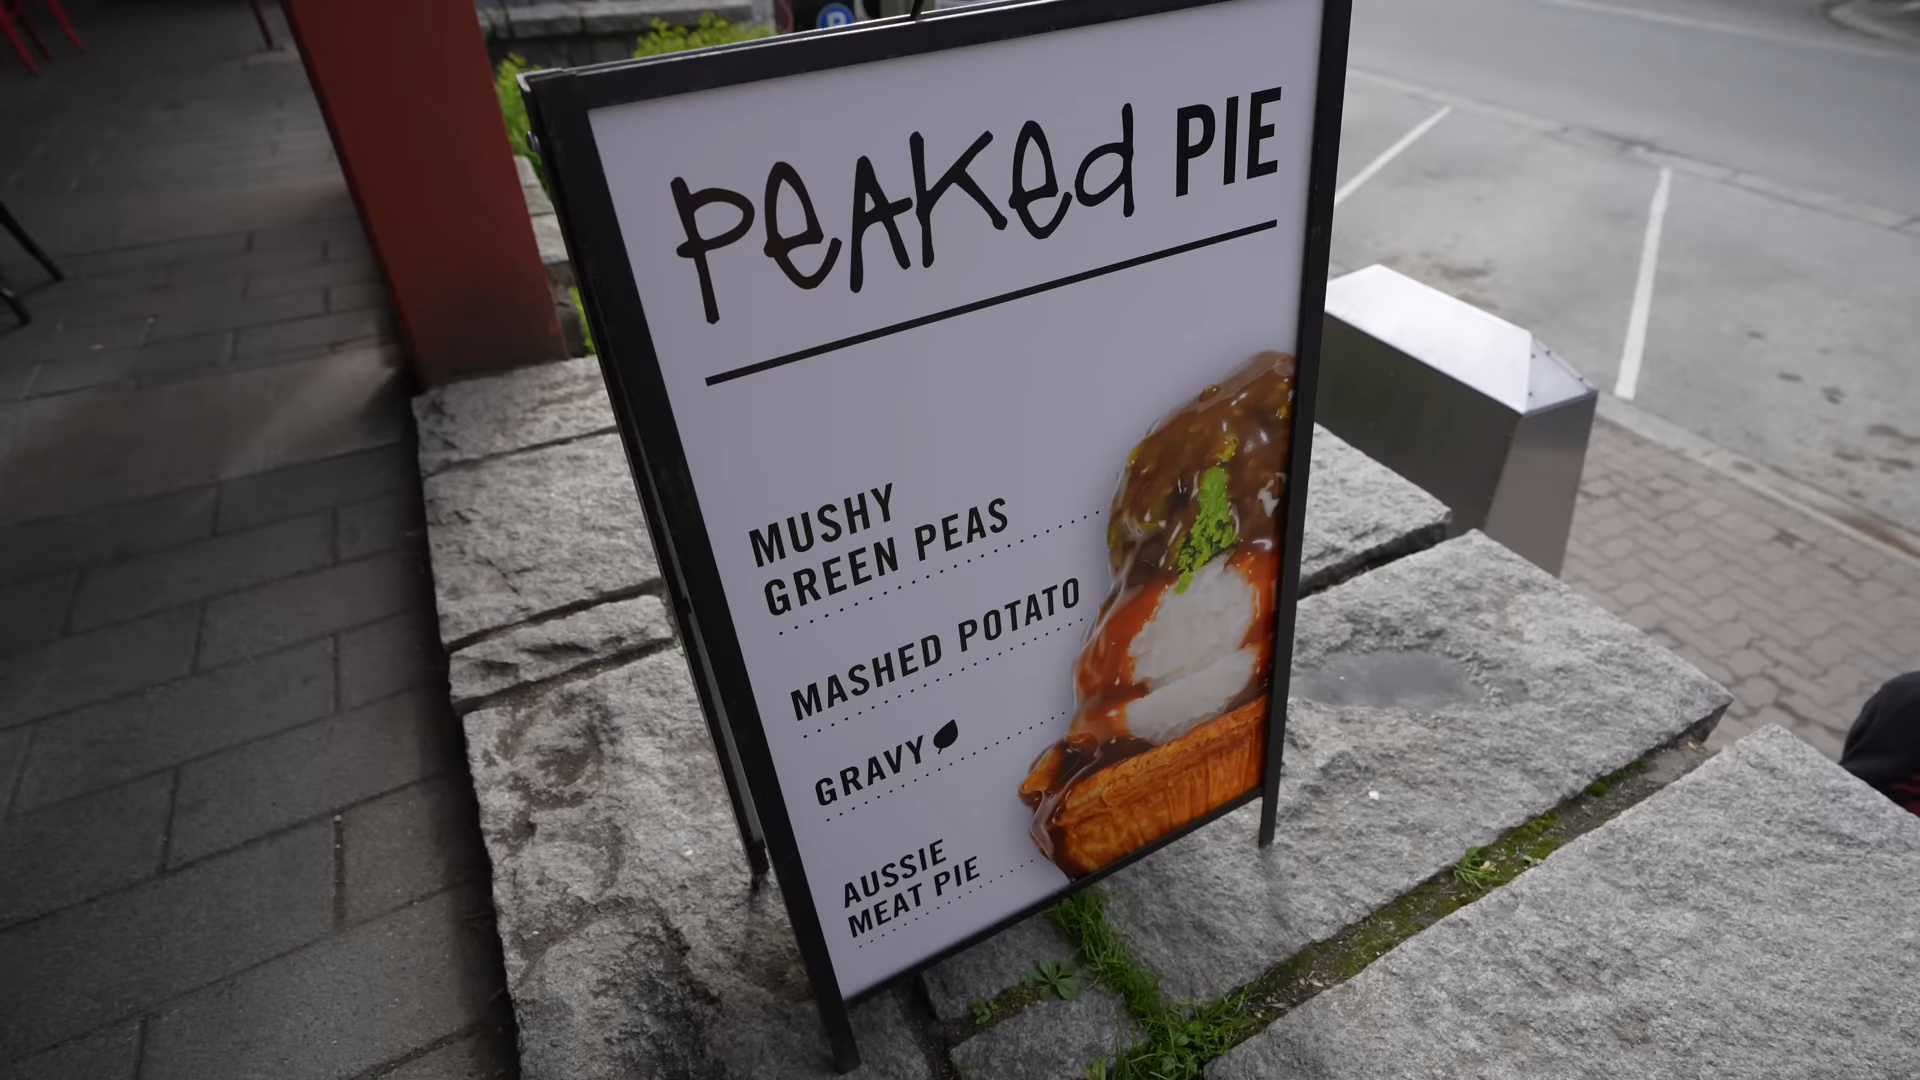 PEAKED PIE
MUSHY
GREEN PEAS
MASHED POTATO
GRAVY
AUSSIE
MEAT PIE
P